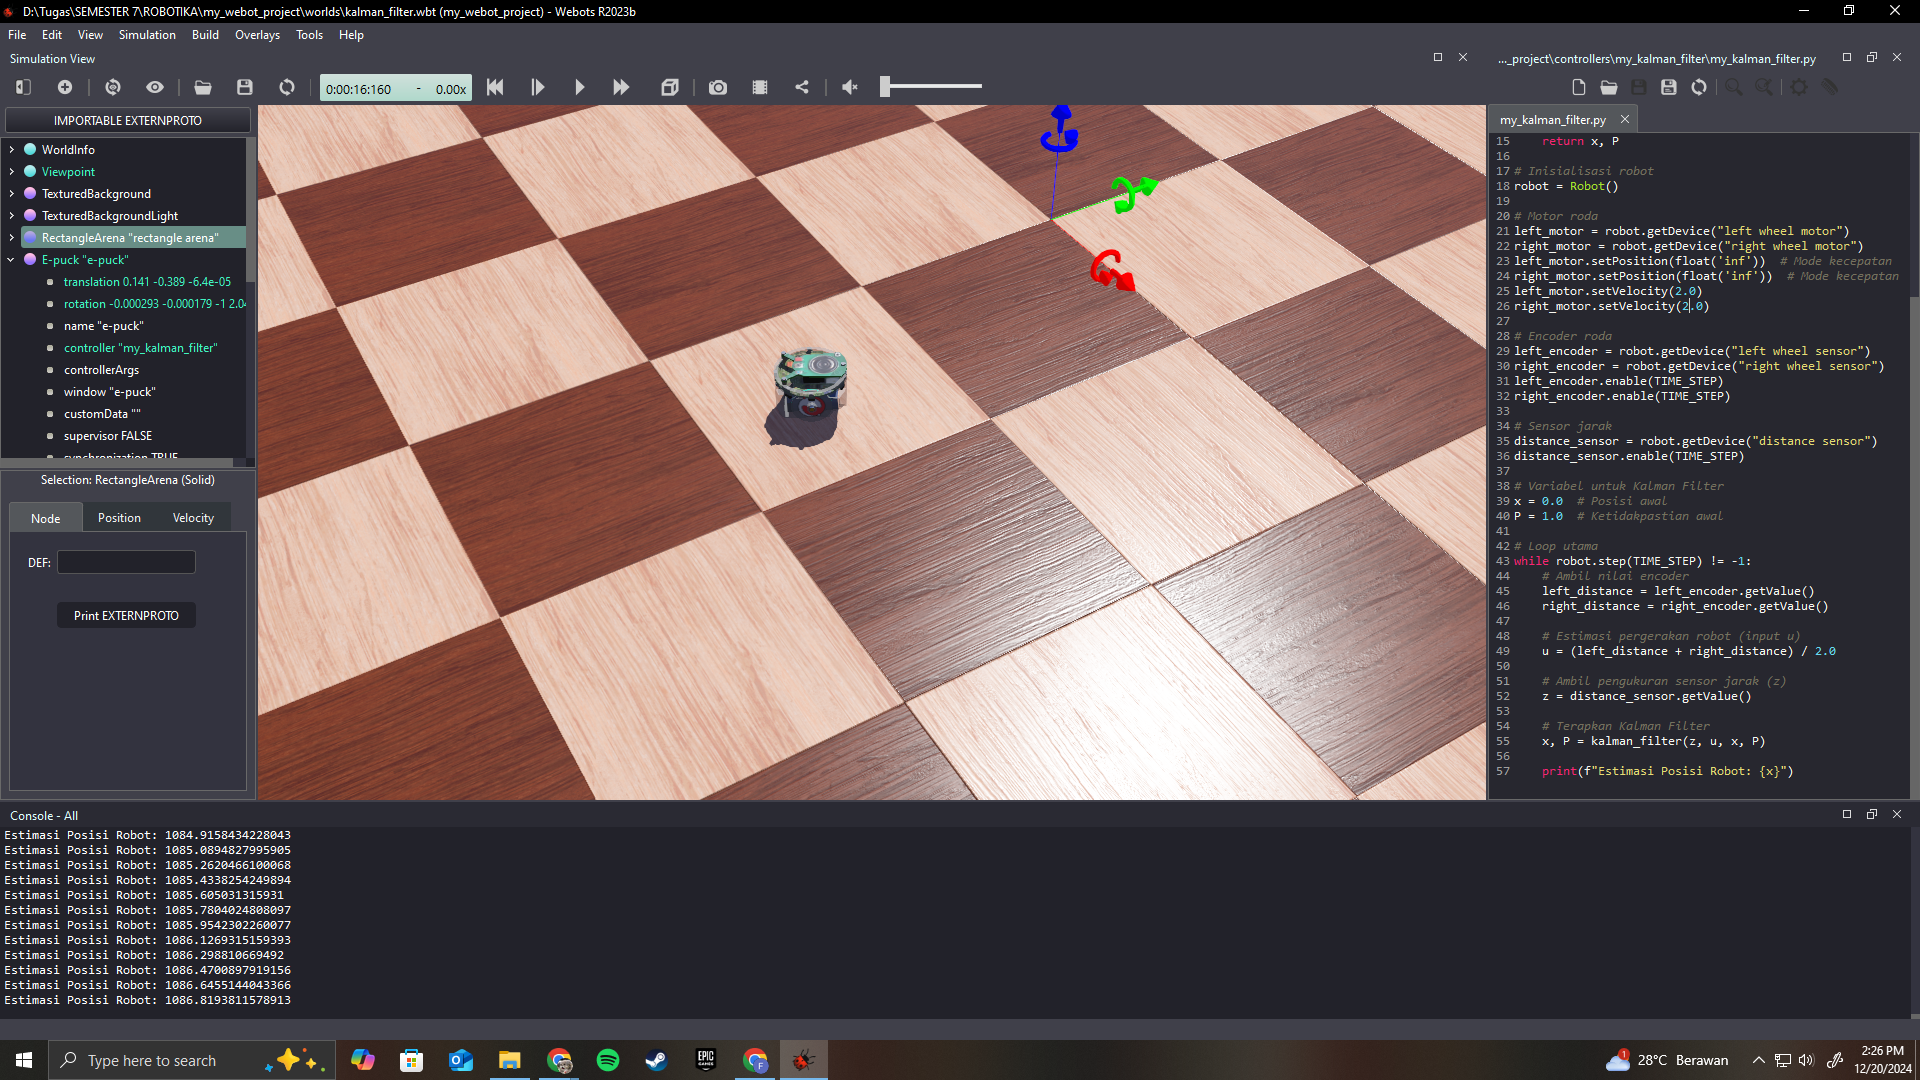 D:\Tugas\SEMESTER 7\ROBOTIKA\my_webot_project\worlds\kalman_filter.wbt (my_webot_project) - Webots R2023b
File Edit View Simulation Build Overlays Tools Help
Simulation View
0:00:16:160 - 0.00x
IMPORTABLE EXTERNPROTO
WorldInfo
Viewpoint
TexturedBackground
TexturedBackgroundLight
RectangleArena "rectangle arena"
E-puck "e-puck"
translation 0.141 -0.389 -6.4e-05
rotation -0.000293 -0.000179 -1 2.04
name "e-puck"
controller "my_kalman_filter"
controllerArgs
window "e-puck"
customData ""
supervisor FALSE
synchronization TRUE
Selection: RectangleArena (Solid)
Node Position Velocity
DEF:
Print EXTERNPROTO
..._project\controllers\my_kalman_filter\my_kalman_filter.py
my_kalman_filter.py
15     return x, P
16
17 # Inisialisasi robot
18 robot = Robot()
19
20 # Motor roda
21 left_motor = robot.getDevice("left wheel motor")
22 right_motor = robot.getDevice("right wheel motor")
23 left_motor.setPosition(float('inf'))  # Mode kecepatan
24 right_motor.setPosition(float('inf'))  # Mode kecepatan
25 left_motor.setVelocity(2.0)
26 right_motor.setVelocity(2.0)
27
28 # Encoder roda
29 left_encoder = robot.getDevice("left wheel sensor")
30 right_encoder = robot.getDevice("right wheel sensor")
31 left_encoder.enable(TIME_STEP)
32 right_encoder.enable(TIME_STEP)
33
34 # Sensor jarak
35 distance_sensor = robot.getDevice("distance sensor")
36 distance_sensor.enable(TIME_STEP)
37
38 # Variabel untuk Kalman Filter
39 x = 0.0  # Posisi awal
40 P = 1.0  # Ketidakpastian awal
41
42 # Loop utama
43 while robot.step(TIME_STEP) != -1:
44     # Ambil nilai encoder
45     left_distance = left_encoder.getValue()
46     right_distance = right_encoder.getValue()
47
48     # Estimasi pergerakan robot (input u)
49     u = (left_distance + right_distance) / 2.0
50
51     # Ambil pengukuran sensor jarak (z)
52     z = distance_sensor.getValue()
53
54     # Terapkan Kalman Filter
55     x, P = kalman_filter(z, u, x, P)
56
57     print(f"Estimasi Posisi Robot: {x}")
Console - All
Estimasi Posisi Robot: 1084.9158434228043
Estimasi Posisi Robot: 1085.0894827995905
Estimasi Posisi Robot: 1085.2620466100068
Estimasi Posisi Robot: 1085.4338254249894
Estimasi Posisi Robot: 1085.605031315931
Estimasi Posisi Robot: 1085.7804024808097
Estimasi Posisi Robot: 1085.9542302260077
Estimasi Posisi Robot: 1086.1269315159393
Estimasi Posisi Robot: 1086.298810669492
Estimasi Posisi Robot: 1086.4700897919156
Estimasi Posisi Robot: 1086.6455144043366
Estimasi Posisi Robot: 1086.8193811578913
Type here to search
EPIC GAMES
1
28°C Berawan
2:26 PM
12/20/2024